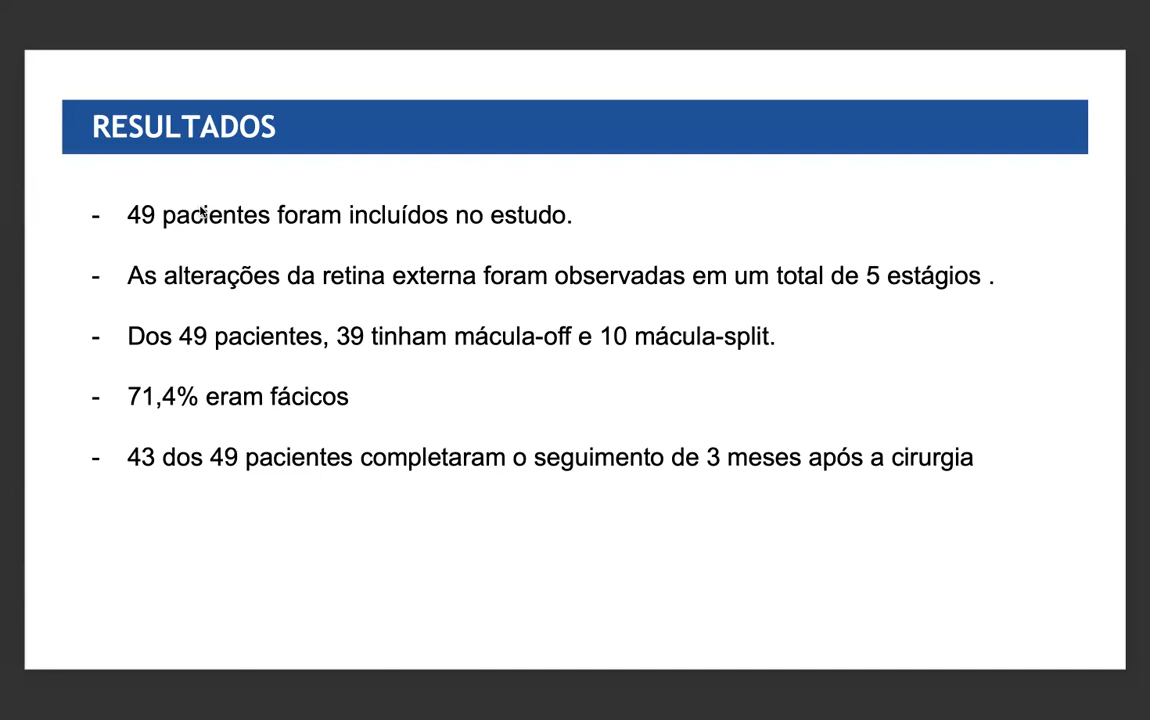 RESULTADOS
- 49 pacientes foram incluídos no estudo.
- As alterações da retina externa foram observadas em um total de 5 estágios .
- Dos 49 pacientes, 39 tinham mácula-off e 10 mácula-split.
- 71,4% eram fácicos
- 43 dos 49 pacientes completaram o seguimento de 3 meses após a cirurgia